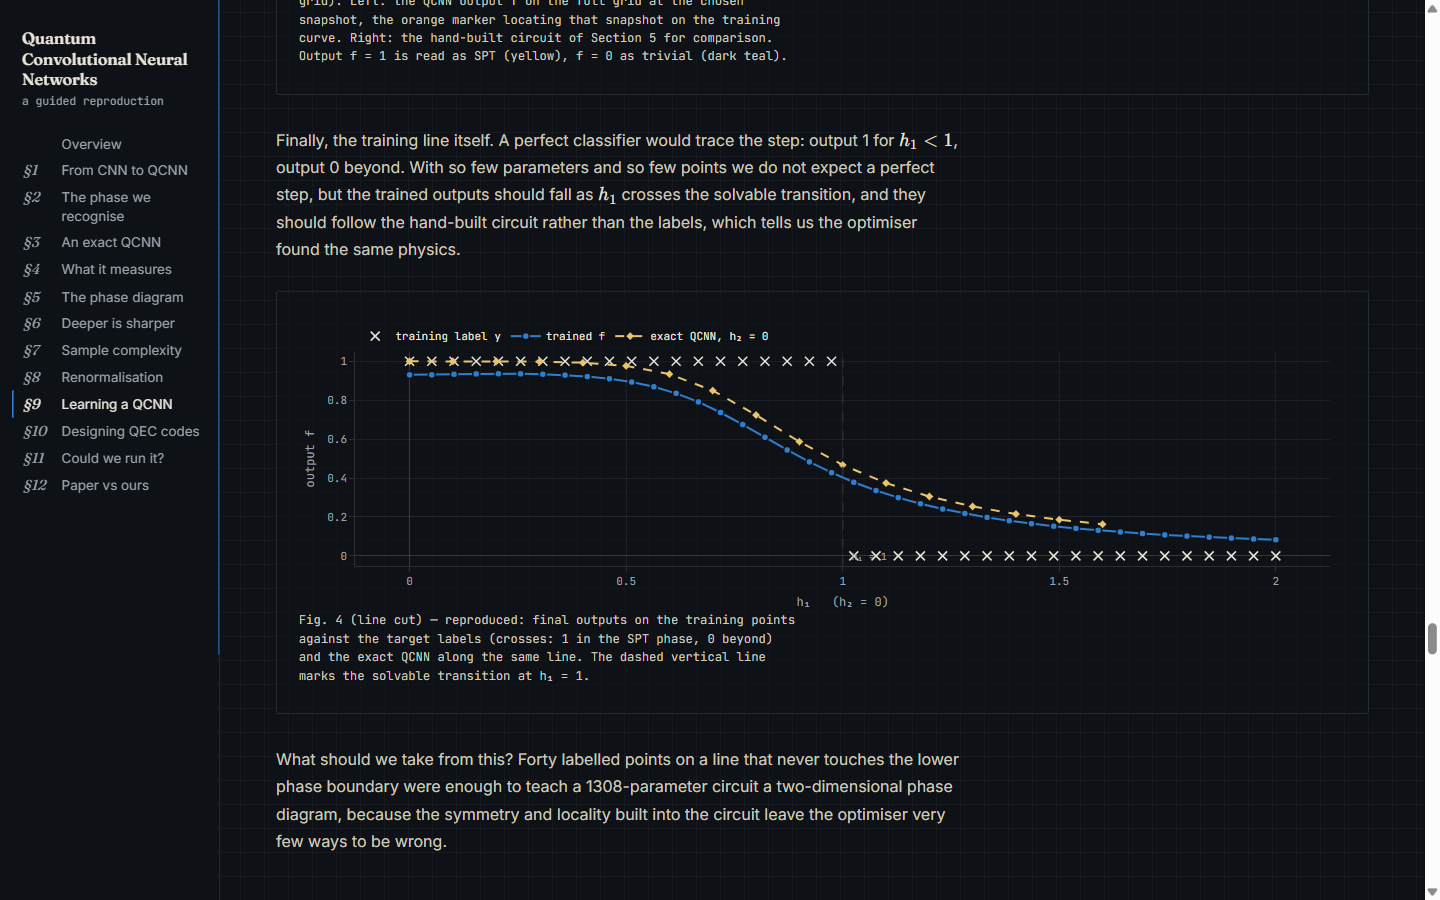 Quantum
Convolutional Neural
Networks
a guided reproduction
Overview
§1 From CNN to QCNN
§2 The phase we
recognise
§3 An exact QCNN
§4 What it measures
§5 The phase diagram
§6 Deeper is sharper
§7 Sample complexity
§8 Renormalisation
§9 Learning a QCNN
§10 Designing QEC codes
§11 Could we run it?
§12 Paper vs ours
grid). Left: the QCNN output f on the full grid at the chosen
snapshot, the orange marker locating that snapshot on the training
curve. Right: the hand-built circuit of Section 5 for comparison.
Output f = 1 is read as SPT (yellow), f = 0 as trivial (dark teal).
Finally, the training line itself. A perfect classifier would trace the step: output 1 for h₁ < 1,
output 0 beyond. With so few parameters and so few points we do not expect a perfect
step, but the trained outputs should fall as h₁ crosses the solvable transition, and they
should follow the hand-built circuit rather than the labels, which tells us the optimiser
found the same physics.
training label y trained f exact QCNN, h₂ = 0
1
0.8
0.6
0.4
0.2
0
output f
h₁ = 1
0 0.5 1 1.5 2
h₁ (h₂ = 0)
Fig. 4 (line cut) — reproduced: final outputs on the training points
against the target labels (crosses: 1 in the SPT phase, 0 beyond)
and the exact QCNN along the same line. The dashed vertical line
marks the solvable transition at h₁ = 1.
What should we take from this? Forty labelled points on a line that never touches the lower
phase boundary were enough to teach a 1308-parameter circuit a two-dimensional phase
diagram, because the symmetry and locality built into the circuit leave the optimiser very
few ways to be wrong.